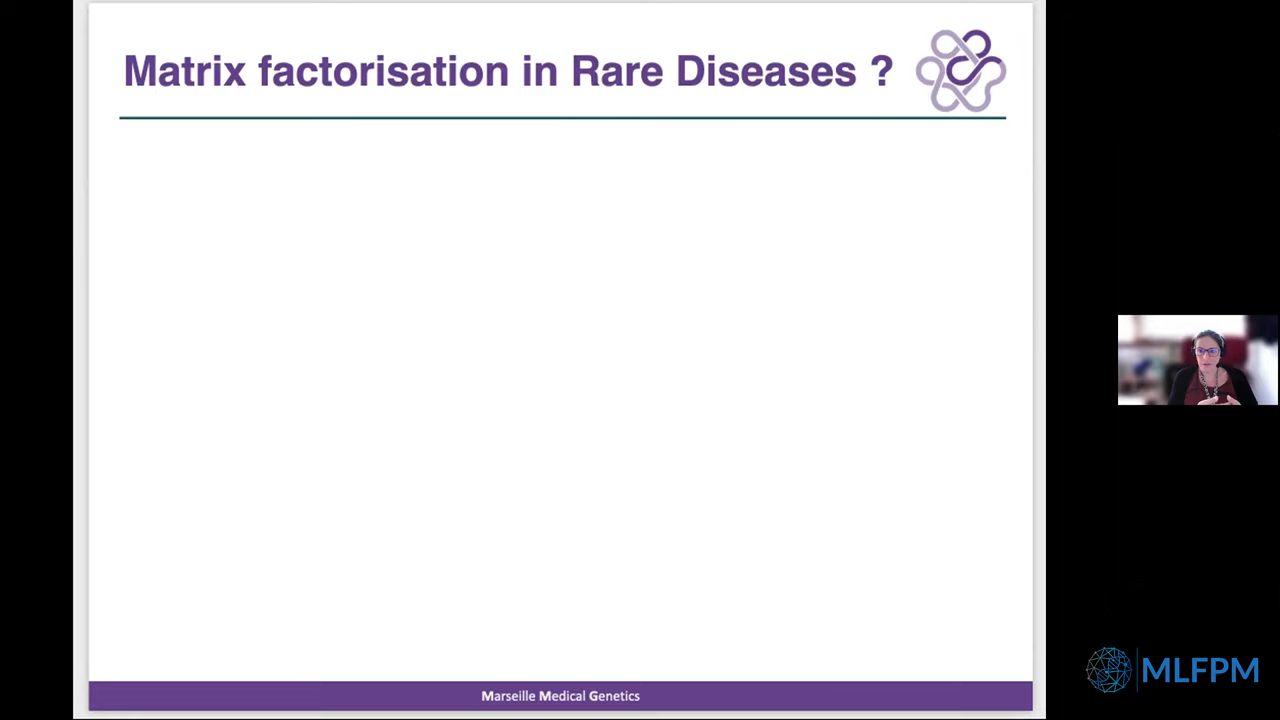 Matrix factorisation in Rare Diseases ?
Marseille Medical Genetics
MLFPM